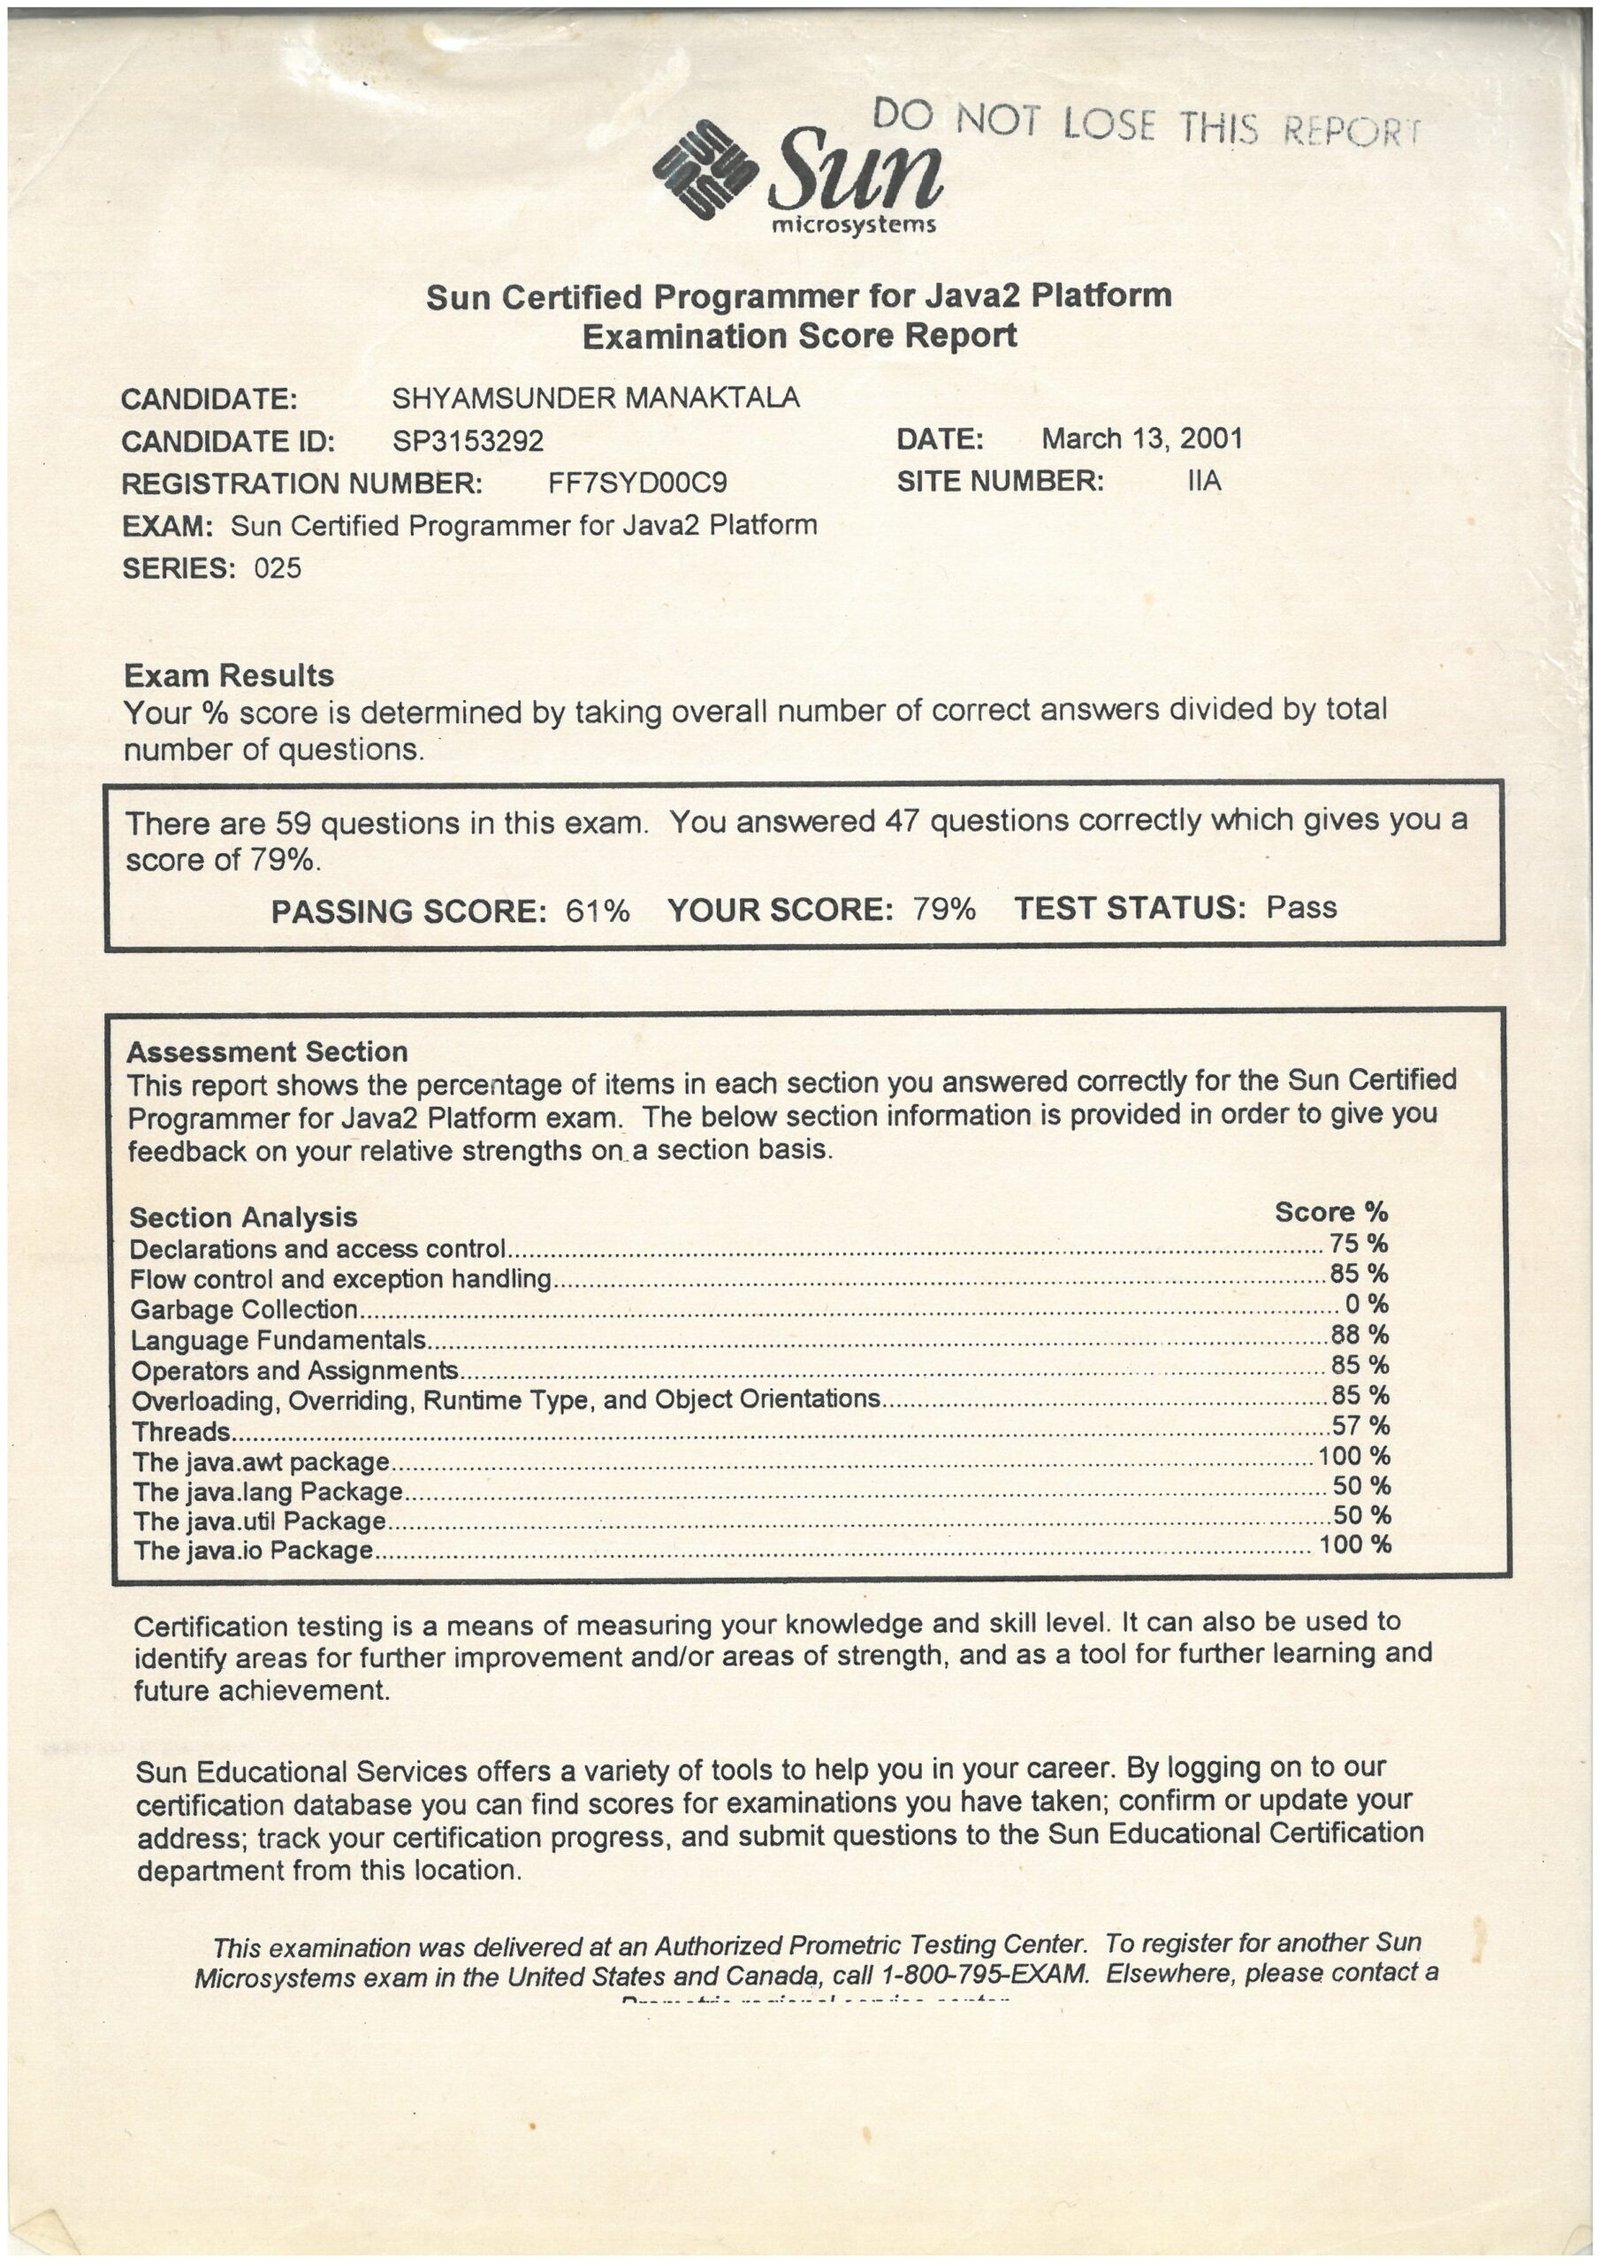 DO NOT LOSE THIS REPORT
Sun
microsystems
Sun Certified Programmer for Java2 Platform
Examination Score Report
CANDIDATE: SHYAMSUNDER MANAKTALA
CANDIDATE ID: SP3153292 DATE: March 13, 2001
REGISTRATION NUMBER: FF7SYD00C9 SITE NUMBER: IIA
EXAM: Sun Certified Programmer for Java2 Platform
SERIES: 025
Exam Results
Your % score is determined by taking overall number of correct answers divided by total
number of questions.
There are 59 questions in this exam. You answered 47 questions correctly which gives you a
score of 79%.
PASSING SCORE: 61% YOUR SCORE: 79% TEST STATUS: Pass
Assessment Section
This report shows the percentage of items in each section you answered correctly for the Sun Certified
Programmer for Java2 Platform exam. The below section information is provided in order to give you
feedback on your relative strengths on a section basis.
Section Analysis Score %
Declarations and access control 75 %
Flow control and exception handling 85 %
Garbage Collection 0 %
Language Fundamentals 88 %
Operators and Assignments 85 %
Overloading, Overriding, Runtime Type, and Object Orientations 85 %
Threads 57 %
The java.awt package 100 %
The java.lang Package 50 %
The java.util Package 50 %
The java.io Package 100 %
Certification testing is a means of measuring your knowledge and skill level. It can also be used to
identify areas for further improvement and/or areas of strength, and as a tool for further learning and
future achievement.
Sun Educational Services offers a variety of tools to help you in your career. By logging on to our
certification database you can find scores for examinations you have taken; confirm or update your
address; track your certification progress, and submit questions to the Sun Educational Certification
department from this location.
This examination was delivered at an Authorized Prometric Testing Center. To register for another Sun
Microsystems exam in the United States and Canada, call 1-800-795-EXAM. Elsewhere, please contact a